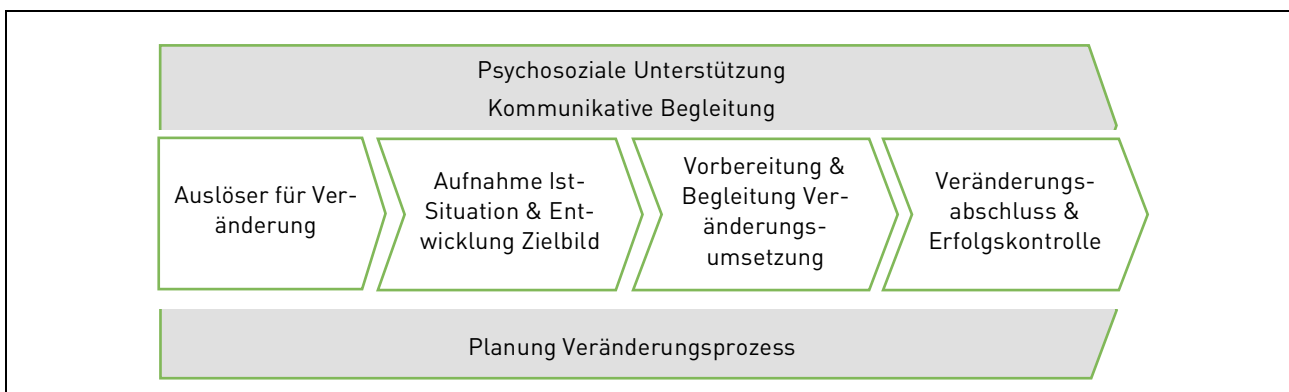 Psychosoziale Unterstützung
Kommunikative Begleitung
Auslöser für Ver-
änderung
Aufnahme Ist-
Situation & Ent-
wicklung Zielbild
Vorbereitung &
Begleitung Ver-
änderungs-
umsetzung
Veränderungs-
abschluss &
Erfolgskontrolle
Planung Veränderungsprozess